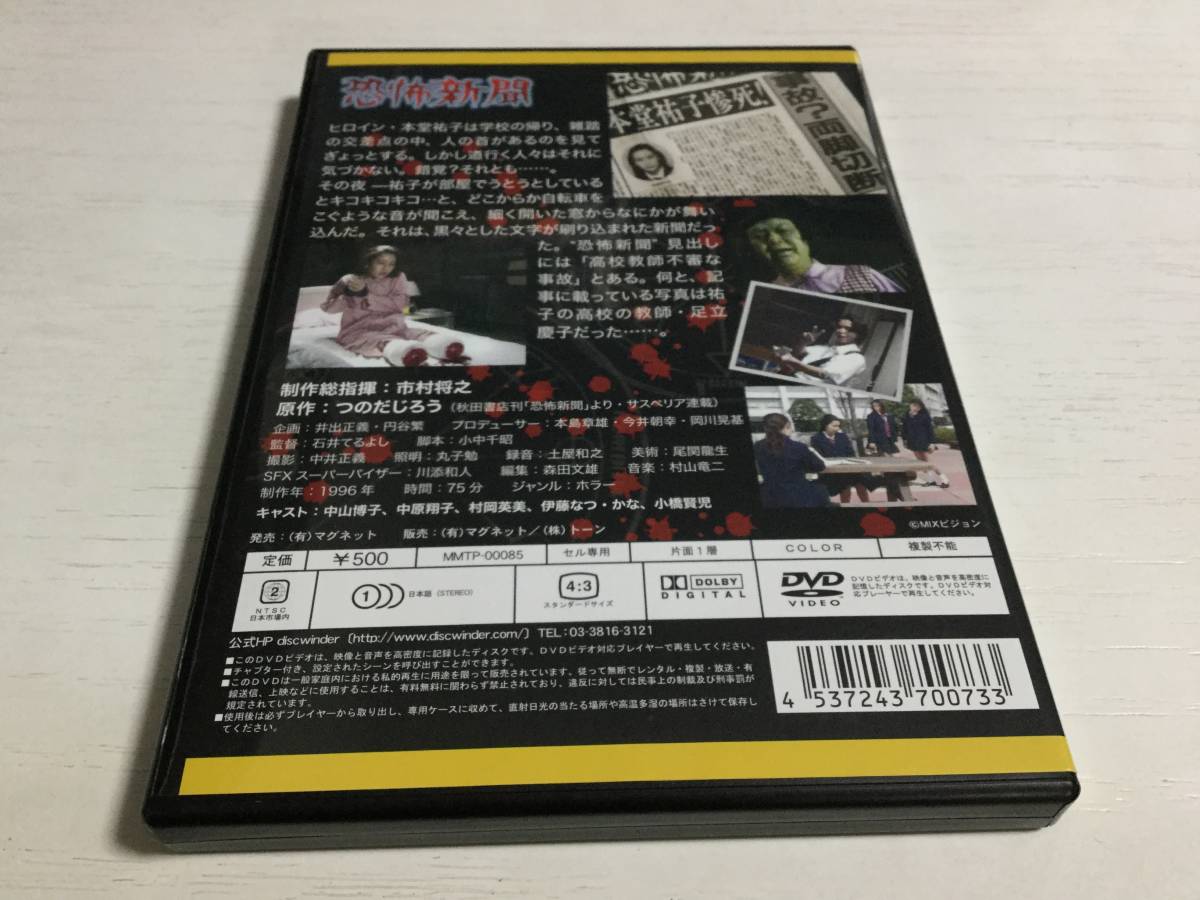 恐怖新聞
ヒロイン・本堂祐子は学校の帰り、雑踏
の交差点の中、人の首があるのを見て
ぎょっとする。しかし道行く人々はそれに
気づかない。錯覚?それとも……。
その夜 ―祐子が部屋でうとうとしている
とキコキコキコ…と、どこからか自転車を
こぐような音が聞こえ、細く開いた窓からなにかが舞い
込んだ。それは、黒々とした文字が刷り込まれた新聞だっ
た。"恐怖新聞"見出し
には「高校教師不審な
事故」とある。何と、記
事に載っている写真は祐
子の高校の教師・足立
慶子だった……。
恐怖新聞
本堂祐子惨死!
事故?両脚切断
制作総指揮:市村将之
原作:つのだじろう(秋田書店刊「恐怖新聞」より・サスペリア連載)
企画:井出正義・円谷粲 プロデューサー:本島章雄・今井朝幸・岡川晃基
監督:石井てるよし 脚本:小中千昭
撮影:中井正義 照明:丸子勉 録音:土屋和之 美術:尾関龍生
SFXスーパーバイザー:川添和人 編集:森田文雄 音楽:村山竜二
制作年:1996年 時間:75分 ジャンル:ホラー
キャスト:中山博子、中原翔子、村岡英美、伊藤なつ・かな、小橋賢児
発売:(有)マグネット 販売:(有)マグネット/(株)トーン
©MIXビジョン
定価 ¥500 MMTP-00085 セル専用 片面1層 COLOR 複製不能
2 NTSC 日本市場内
1 日本語(STEREO)
4:3 スタンダードサイズ
DOLBY DIGITAL
DVD VIDEO
DVDビデオは、映像と音声を高密度に
記憶したディスクです。DVDビデオ対
応プレーヤーで再生してください。
公式HP discwinder〔http://www.discwinder.com/〕TEL:03-3816-3121
■このDVDビデオは、映像と音声を高密度に記録したディスクです。DVDビデオ対応プレイヤーで再生してください。
■チャプター付き、設定されたシーンを呼び出すことができます。
■このDVDは一般家庭内における私的再生に用途を限って販売されています。従って無断でレンタル・複製・放送・有
線送信、上映などに使用することは、有料無料に関わらず禁止されており、違反に対しては民事上の制裁及び刑事罰が
規定されています。
■使用後は必ずプレイヤーから取り出し、専用ケースに収めて、直射日光の当たる場所や高温多湿の場所はさけて保存し
てください。
4 537243 700733